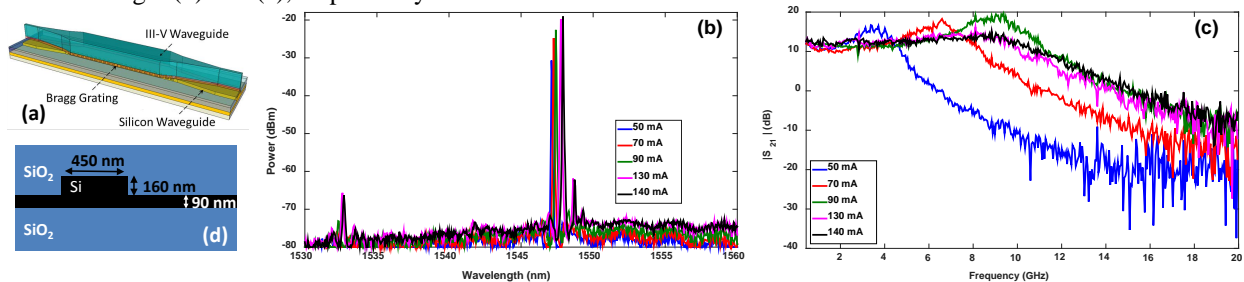 III-V Waveguide
Bragg Grating
Silicon Waveguide
(a)
SiO2
450 nm
Si
160 nm
90 nm
SiO2
(d)
(b)
-20
-30
-40
-50
-60
-70
-80
Power (dBm)
50 mA
70 mA
90 mA
130 mA
140 mA
1530 1535 1540 1545 1550 1555 1560
Wavelength (nm)
(c)
20
10
0
-10
-20
-30
40
|S 21 | (dB)
50 mA
70 mA
90 mA
130 mA
140 mA
2 4 6 8 10 12 14 16 18 20
Frequency (GHz)